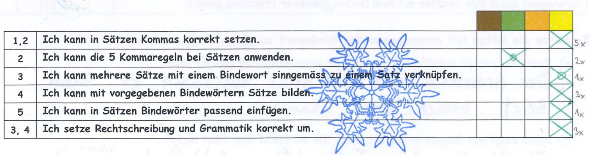 1,2 Ich kann in Sätzen Kommas korrekt setzen. 5x
2 Ich kann die 5 Kommaregeln bei Sätzen anwenden. 2x
3 Ich kann mehrere Sätze mit einem Bindewort sinngemäss zu einem Satz verknüpfen. 1x
4 Ich kann mit vorgegebenen Bindewörtern Sätze bilden.
5 Ich kann in Sätzen Bindewörter passend einfügen. 1x
3, 4 Ich setze Rechtschreibung und Grammatik korrekt um.